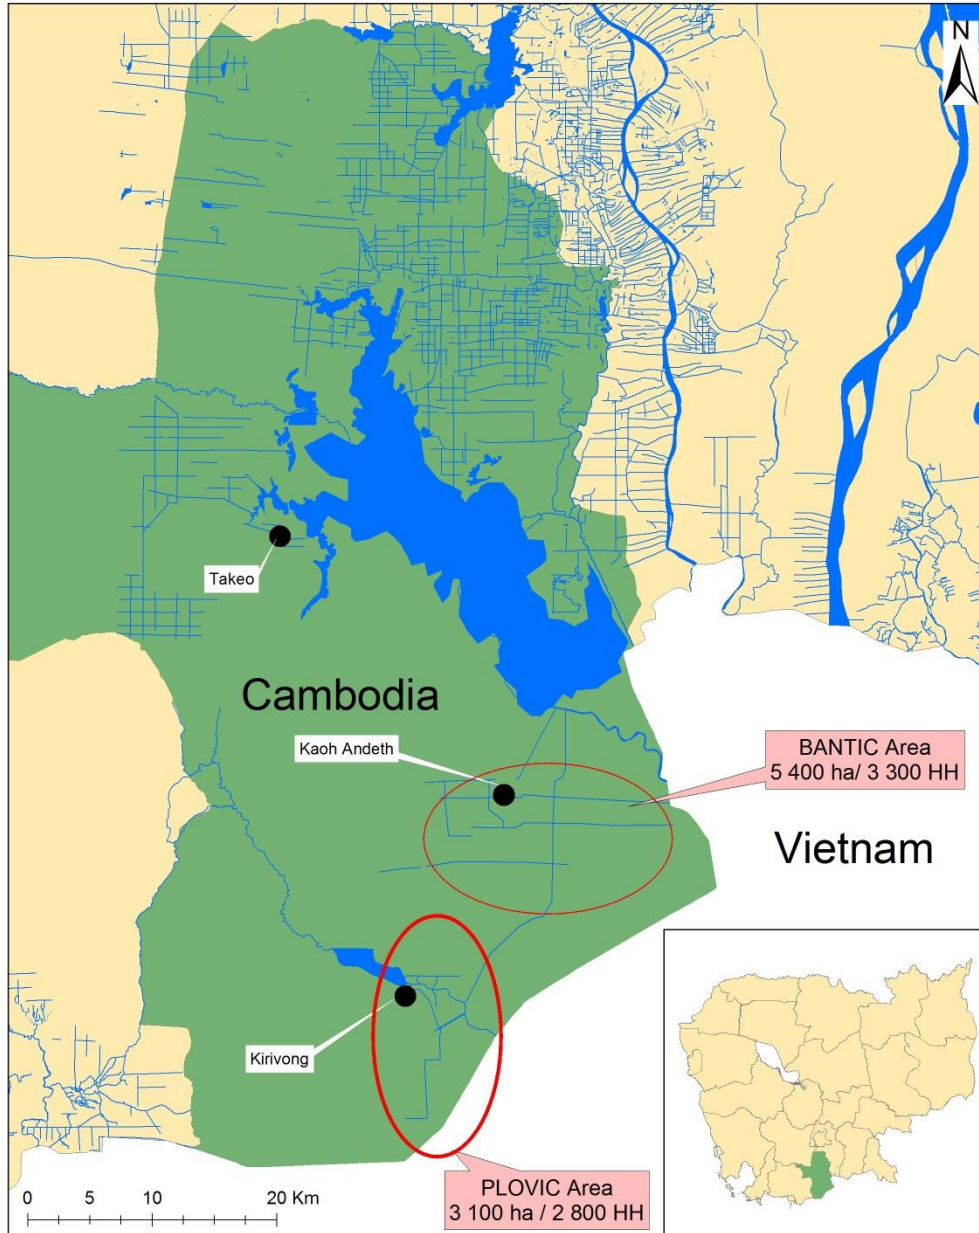 N
Takeo
Cambodia
Kaoh Andeth
BANTIC Area
5 400 ha/ 3 300 HH
Vietnam
Kirivong
PLOVIC Area
3 100 ha / 2 800 HH
0 5 10 20 Km